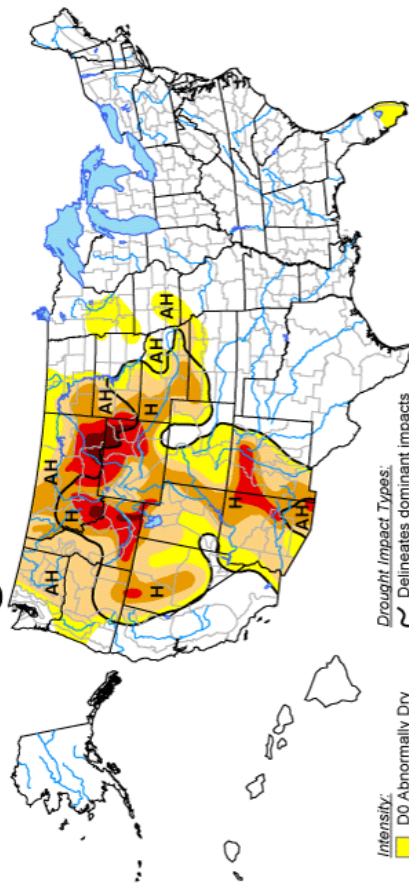 AH
AH
AH
AH
H
AH
AH
H
H
AH
Intensity:
D0 Abnormally Dry
Drought Impact Types:
Delineates dominant impacts